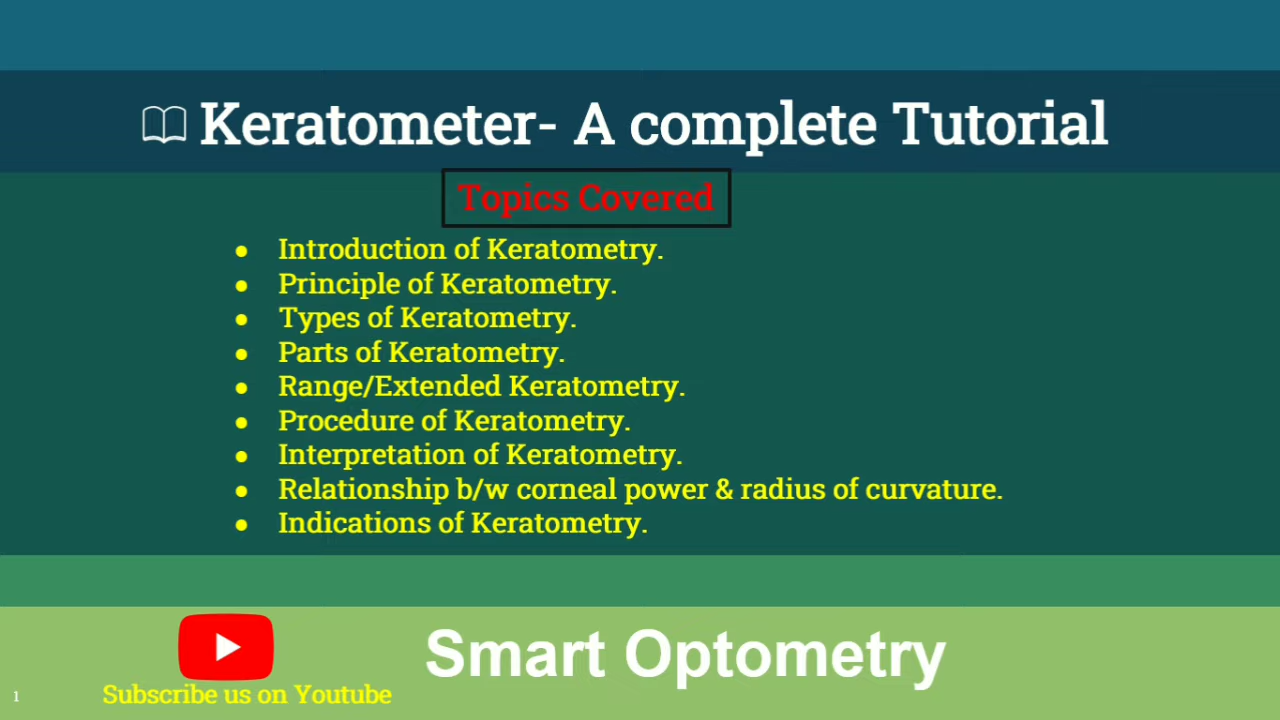 Keratometer- A complete Tutorial
Topics Covered
● Introduction of Keratometry.
● Principle of Keratometry.
● Types of Keratometry.
● Parts of Keratometry.
● Range/Extended Keratometry.
● Procedure of Keratometry.
● Interpretation of Keratometry.
● Relationship b/w corneal power & radius of curvature.
● Indications of Keratometry.
Smart Optometry
Subscribe us on Youtube
1